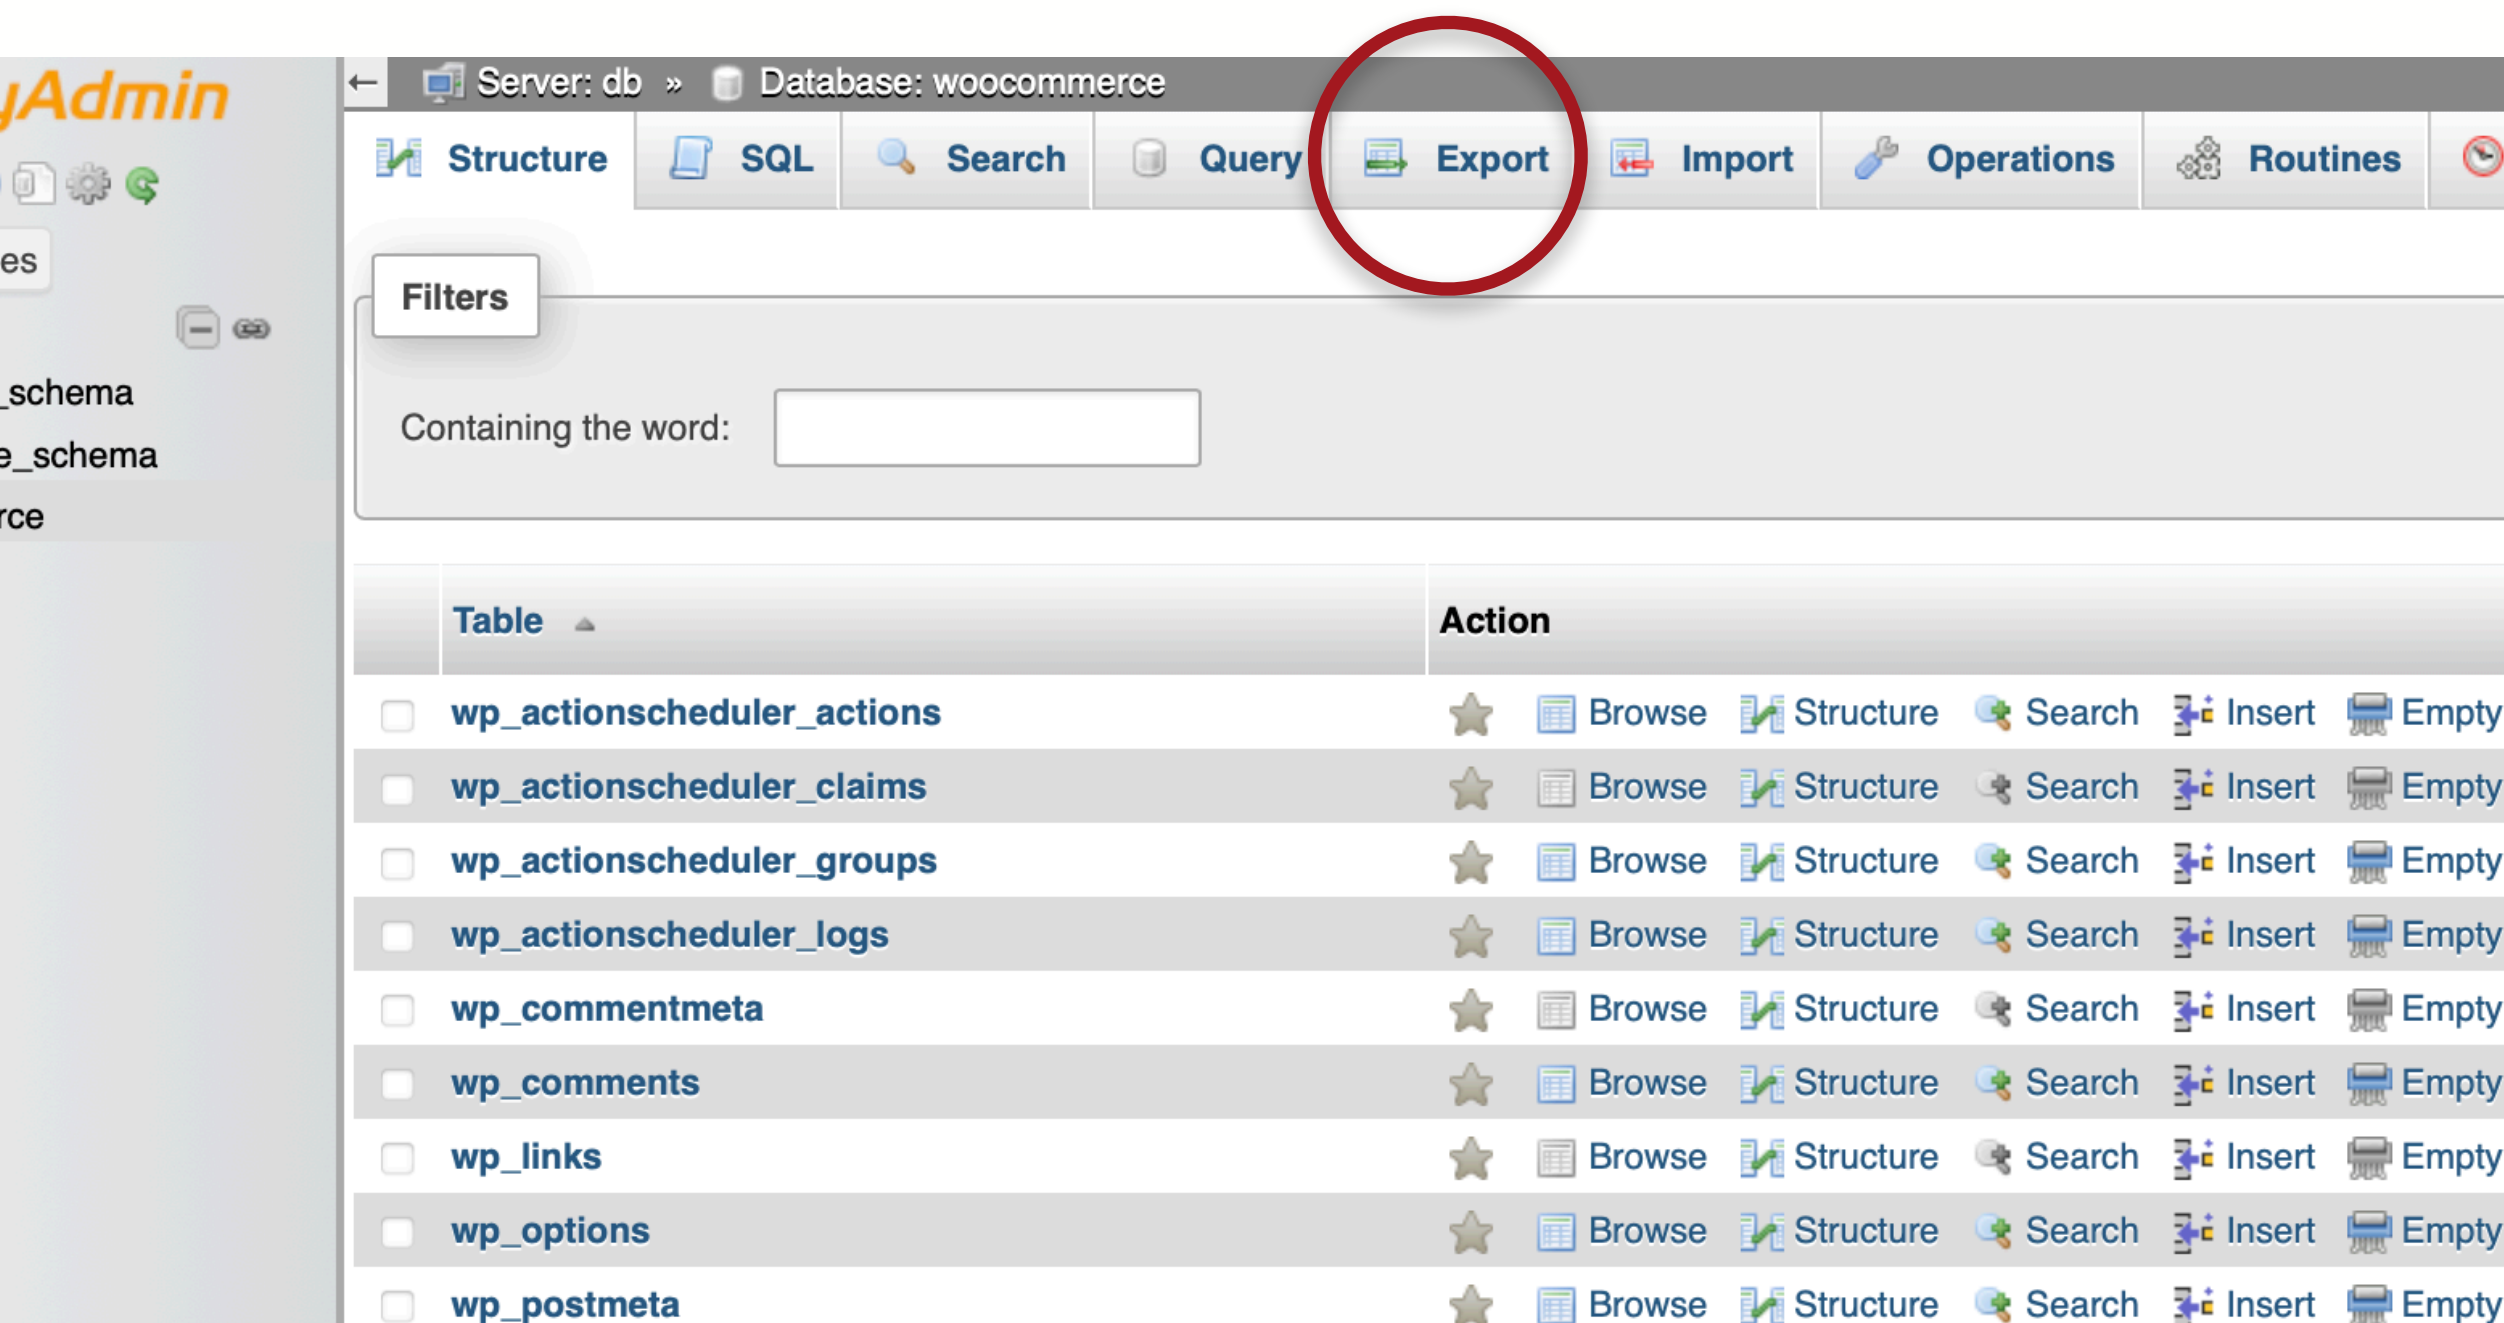 yAdmin
Server: db » Database: woocommerce
Structure SQL Search Query Export Import Operations Routines
es
Filters
_schema
Containing the word:
e_schema
rce
Table Action
wp_actionscheduler_actions Browse Structure Search Insert Empty
wp_actionscheduler_claims Browse Structure Search Insert Empty
wp_actionscheduler_groups Browse Structure Search Insert Empty
wp_actionscheduler_logs Browse Structure Search Insert Empty
wp_commentmeta Browse Structure Search Insert Empty
wp_comments Browse Structure Search Insert Empty
wp_links Browse Structure Search Insert Empty
wp_options Browse Structure Search Insert Empty
wp_postmeta Browse Structure Search Insert Empty